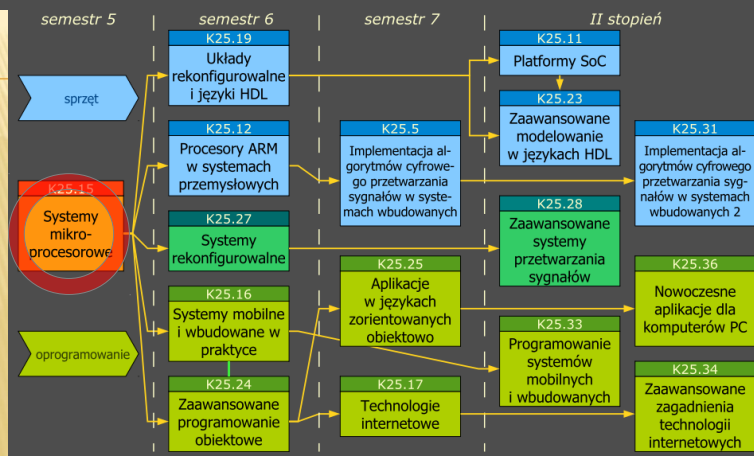 semestr 5
semestr 6
semestr 7
II stopień
sprzęt
K25.15
Systemy
mikro-
procesorowe
oprogramowanie
K25.19
Układy
rekonfigurowalne
i języki HDL
K25.12
Procesory ARM
w systemach
przemysłowych
K25.27
Systemy
rekonfigurowalne
K25.16
Systemy mobilne
i wbudowane w
praktyce
K25.24
Zaawansowane
programowanie
obiektowe
K25.5
Implementacja al-
gorytmów cyfrowe-
go przetwarzania
sygnałów w syste-
mach wbudowanych
K25.25
Aplikacje
w językach
zorientowanych
obiektowo
K25.17
Technologie
internetowe
K25.11
Platformy SoC
K25.23
Zaawansowane
modelowanie
w językach HDL
K25.28
Zaawansowane
systemy
przetwarzania
sygnałów
K25.33
Programowanie
systemów
mobilnych
i wbudowanych
K25.31
Implementacja al-
gorytmów cyfrowego
przetwarzania syg-
nałów w systemach
wbudowanych 2
K25.36
Nowoczesne
aplikacje dla
komputerów PC
K25.34
Zaawansowane
zagadnienia
technologii
internetowych